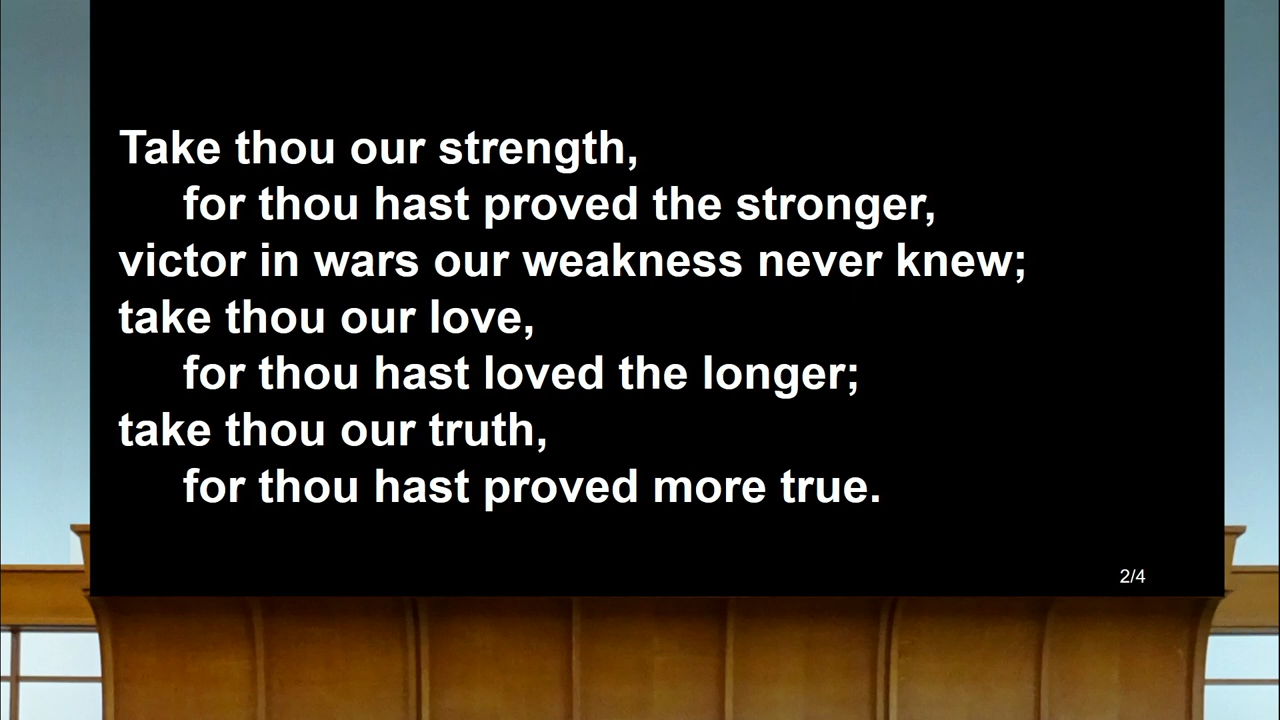 Take thou our strength,
for thou hast proved the stronger,
victor in wars our weakness never knew;
take thou our love,
for thou hast loved the longer;
take thou our truth,
for thou hast proved more true.
2/4